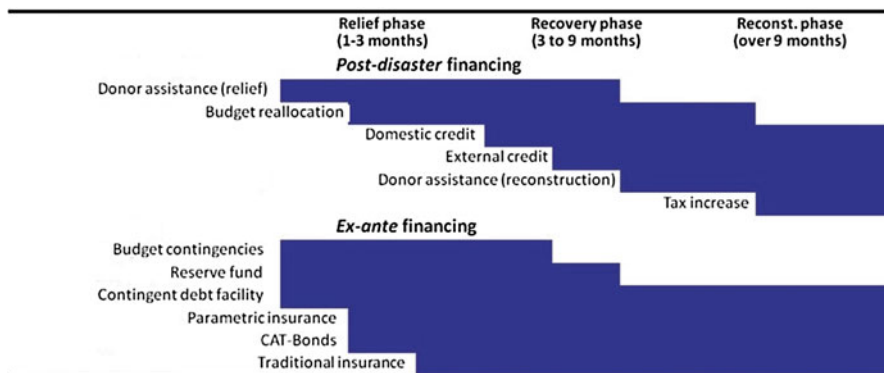 Relief phase Recovery phase Reconst. phase
(1-3 months) (3 to 9 months) (over 9 months)
Post-disaster financing
Donor assistance (relief)
Budget reallocation
Domestic credit
External credit
Donor assistance (reconstruction)
Tax increase
Ex-ante financing
Budget contingencies
Reserve fund
Contingent debt facility
Parametric insurance
CAT-Bonds
Traditional insurance